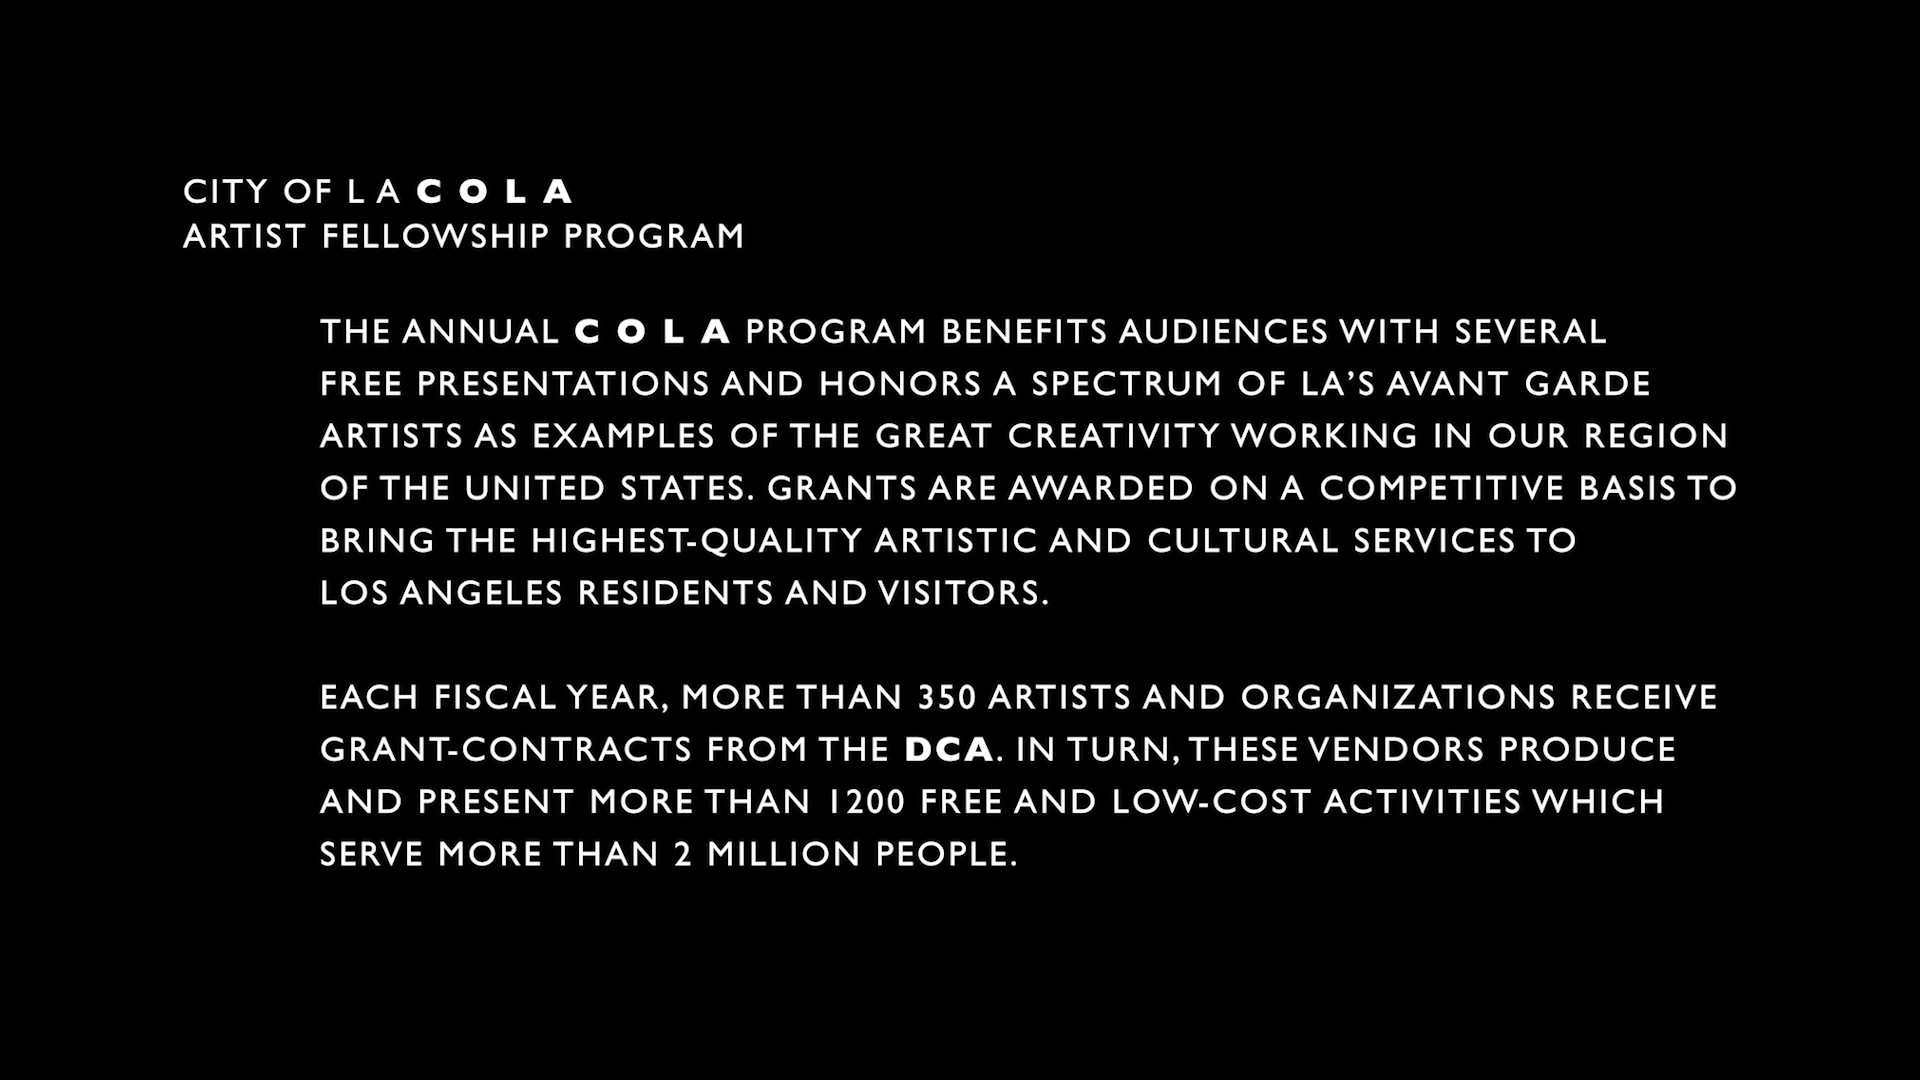 CITY OF L A C O L A
ARTIST FELLOWSHIP PROGRAM
THE ANNUAL C O L A PROGRAM BENEFITS AUDIENCES WITH SEVERAL
FREE PRESENTATIONS AND HONORS A SPECTRUM OF LA’S AVANT GARDE
ARTISTS AS EXAMPLES OF THE GREAT CREATIVITY WORKING IN OUR REGION
OF THE UNITED STATES. GRANTS ARE AWARDED ON A COMPETITIVE BASIS TO
BRING THE HIGHEST-QUALITY ARTISTIC AND CULTURAL SERVICES TO
LOS ANGELES RESIDENTS AND VISITORS.
EACH FISCAL YEAR, MORE THAN 350 ARTISTS AND ORGANIZATIONS RECEIVE
GRANT-CONTRACTS FROM THE DCA. IN TURN, THESE VENDORS PRODUCE
AND PRESENT MORE THAN 1200 FREE AND LOW-COST ACTIVITIES WHICH
SERVE MORE THAN 2 MILLION PEOPLE.